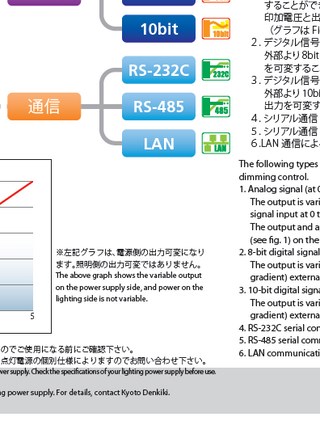 することができ
10bit
印加電圧と出
(グラフは Fi
2. デジタル信号
外部より 8bit
を可変するこ
3. デジタル信号
外部より 10bi
出力を可変す
4. シリアル通信
5. シリアル通信
6.LAN 通信によ
RS-232C
232C
通信
RS-485
485
LAN
LAN
The following types
dimming control.
1. Analog signal (at 0
The output is vari
signal input at 0 t
The output and a
(see fig. 1) on the
2. 8-bit digital signal
The output is vari
gradient) externa
3. 10-bit digital signa
The output is vari
gradient) externa
4. RS-232C serial con
5. RS-485 serial comm
6. LAN communicati
※左記グラフは、電源側の出力可変になり
ます。照明側の出力可変ではありません。
The above graph shows the variable output
on the power supply side, and power on the
lighting side is not variable.
5
のでご使用になる前にご確認下さい。
点灯電源の個別仕様によりますのでお問い合わせ下さい。
wer supply. Check the specifications of your lighting power supply before use.
ng power supply. For details, contact Kyoto Denkiki.